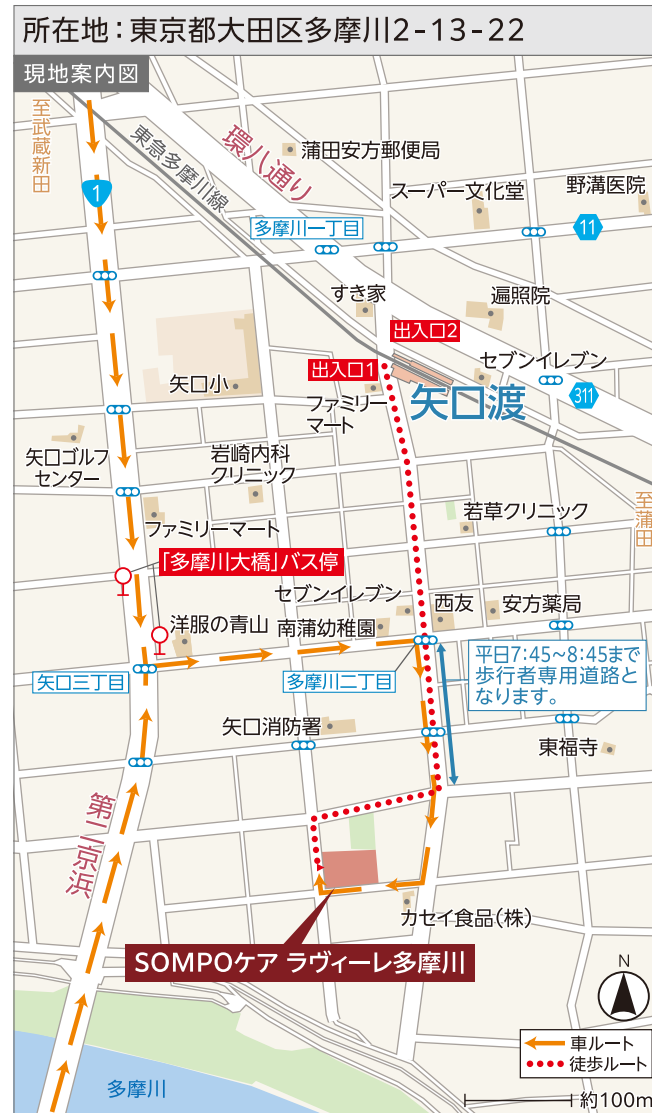 所在地:東京都大田区多摩川2-13-22
現地案内図
至武蔵新田
1
東急多摩川線
環八通り
蒲田安方郵便局
スーパー文化堂
野溝医院
多摩川一丁目
11
すき家
遍照院
出入口2
出入口1
セブンイレブン
矢口小
ファミリー
マート
矢口渡
311
矢口ゴルフ
センター
岩崎内科
クリニック
至蒲田
ファミリーマート
若草クリニック
「多摩川大橋」バス停
セブンイレブン
西友
安方薬局
洋服の青山
南蒲幼稚園
矢口三丁目
多摩川二丁目
平日7:45~8:45まで
歩行者専用道路と
なります。
矢口消防署
東福寺
第二京浜
カセイ食品(株)
SOMPOケア ラヴィーレ多摩川
N
車ルート
徒歩ルート
多摩川
約100m